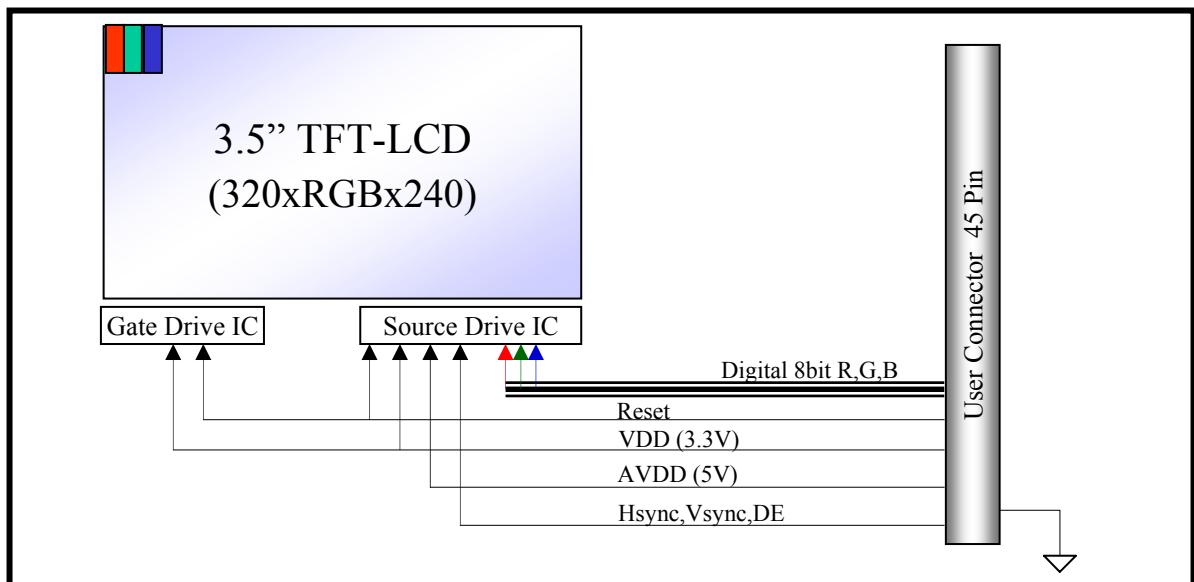 3.5” TFT-LCD
(320xRGBx240)
Gate Drive IC
Source Drive IC
Digital 8bit R,G,B
Reset
VDD (3.3V)
AVDD (5V)
Hsync,Vsync,DE
User Connector 45 Pin